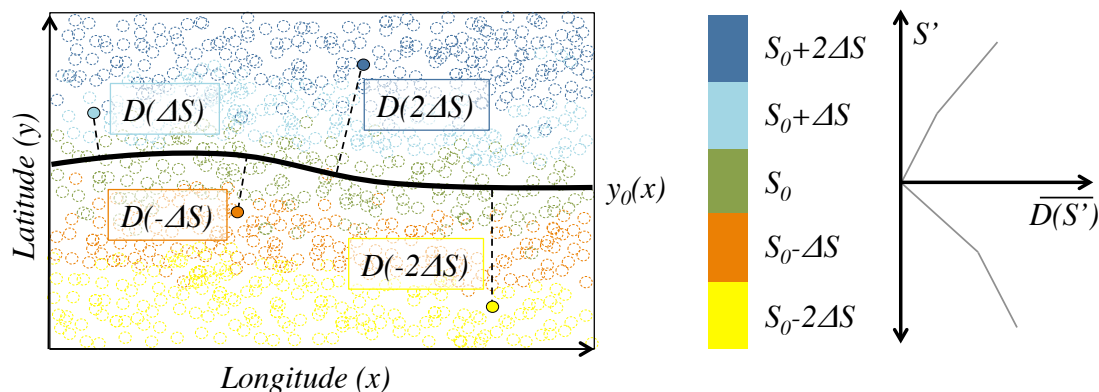 Latitude (y)
D(ΔS)
D(2ΔS)
D(-ΔS)
D(-2ΔS)
y₀(x)
Longitude (x)
S₀+2ΔS
S₀+ΔS
S₀
S₀-ΔS
S₀-2ΔS
S’
D(S’)